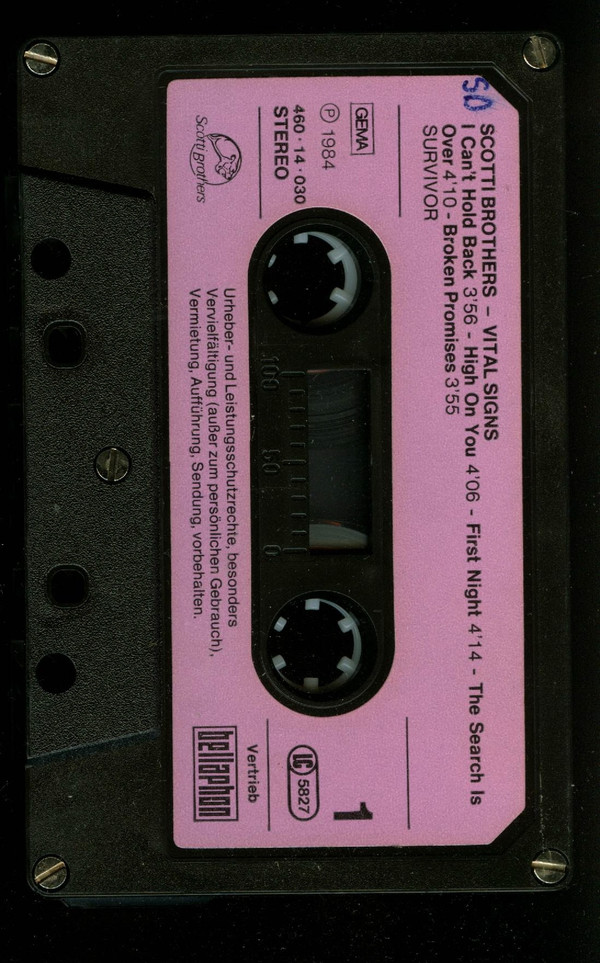 SCOTTI BROTHERS – VITAL SIGNS
I Can't Hold Back 3'56 - High On You 4'06 - First Night 4'14 - The Search Is
Over 4'10 - Broken Promises 3'55
SURVIVOR
GEMA
℗ 1984
460 · 14 · 030
STEREO
Scotti Brothers
1
LC 5827
100 50 0
Urheber- und Leistungsschutzrechte, besonders
Vervielfältigung (außer zum persönlichen Gebrauch),
Vermietung, Aufführung, Sendung, vorbehalten.
Vertrieb
bellaphon